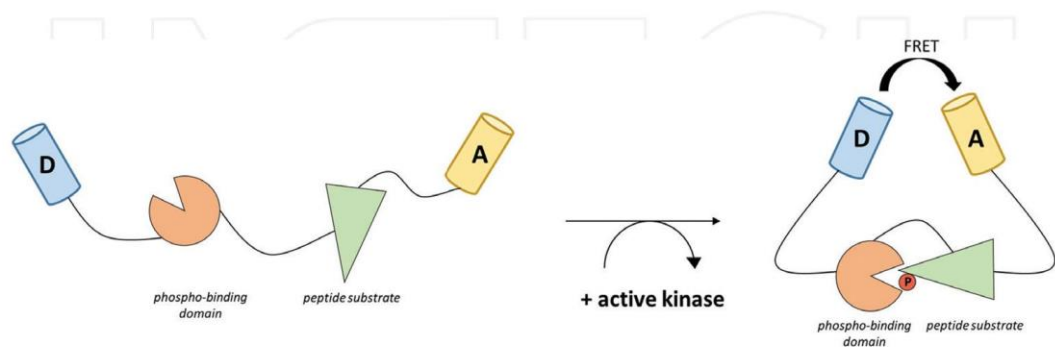 FRET
D
A
D
A
P
phospho-binding
domain
peptide substrate
+ active kinase
phospho-binding
domain
peptide substrate